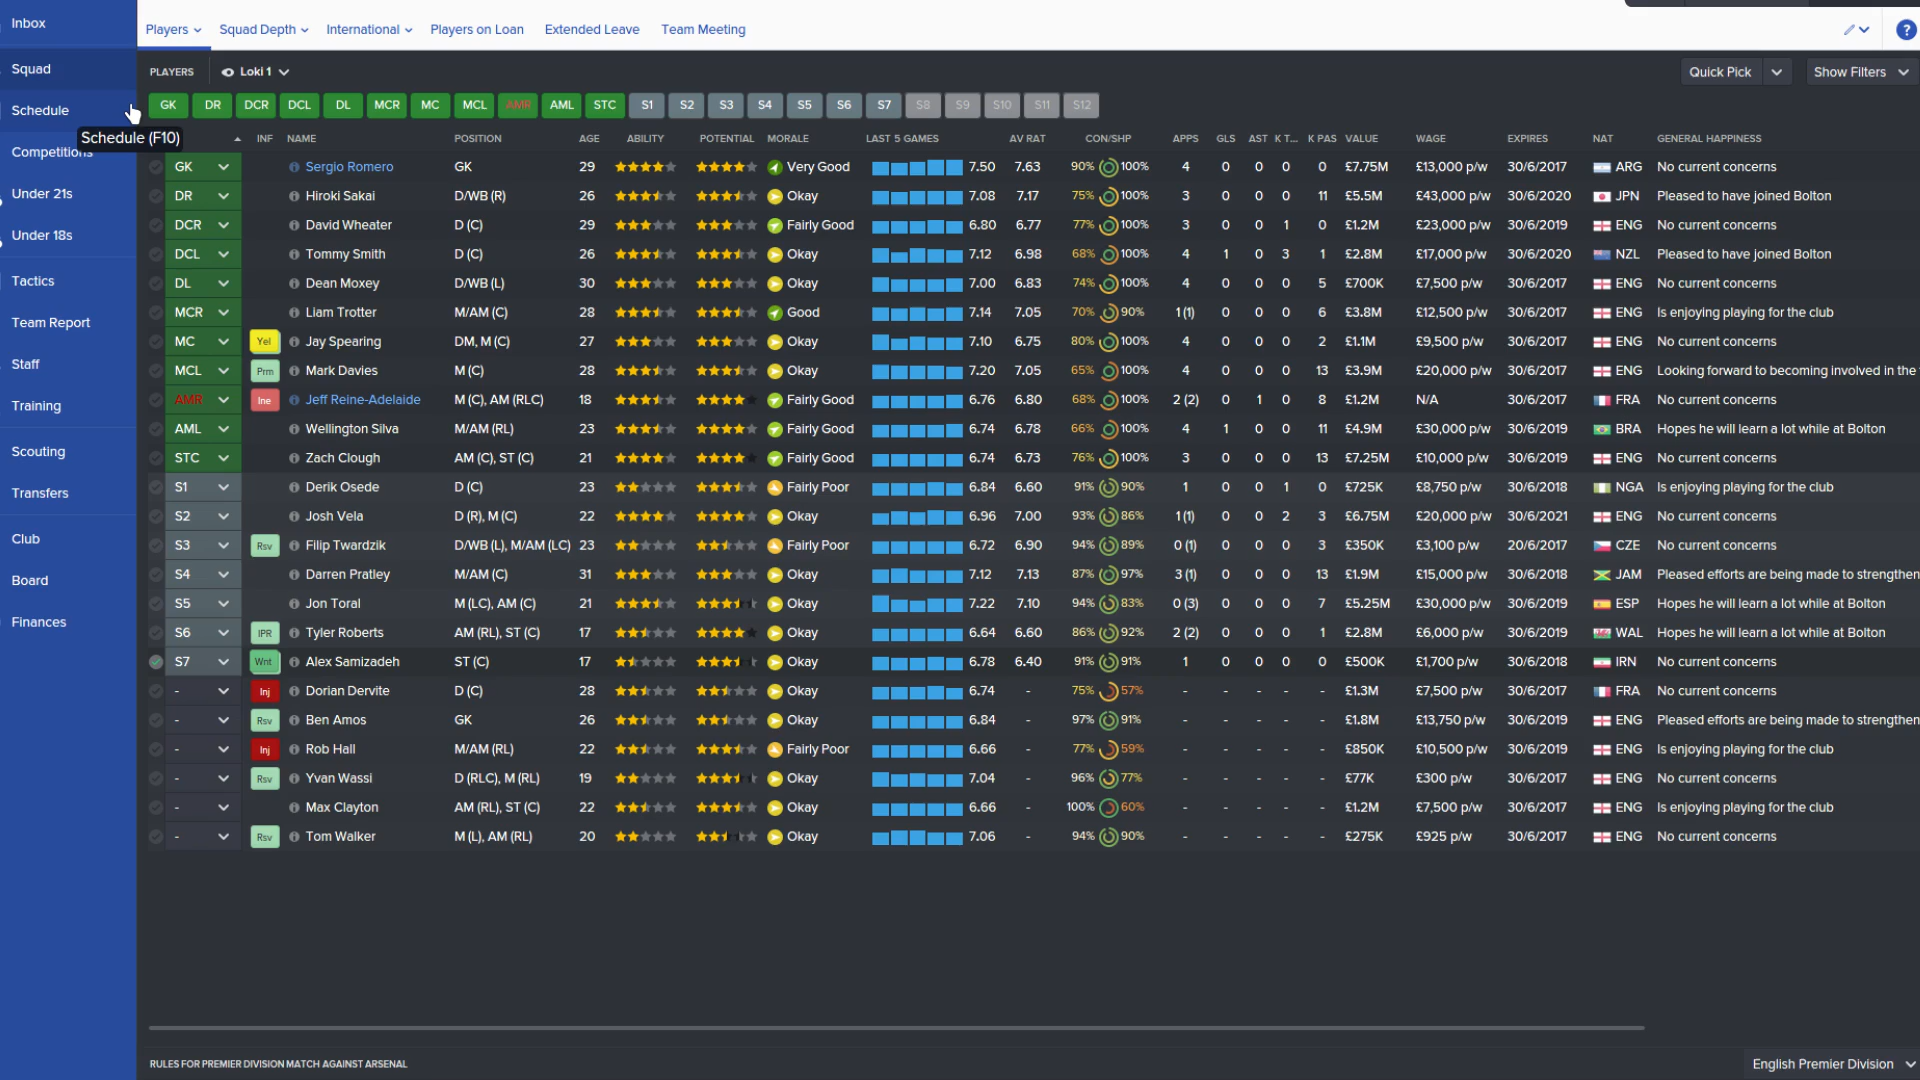 Inbox
Squad
Schedule
Schedule (F10)
Competitions
Under 21s
Under 18s
Tactics
Team Report
Staff
Training
Scouting
Transfers
Club
Board
Finances
Players Squad Depth International Players on Loan Extended Leave Team Meeting ?
PLAYERS Loki 1 Quick Pick Show Filters
GK DR DCR DCL DL MCR MC MCL AMR AML STC S1 S2 S3 S4 S5 S6 S7 S8 S9 S10 S11 S12
INF NAME POSITION AGE ABILITY POTENTIAL MORALE LAST 5 GAMES AV RAT CON/SHP APPS GLS AST K T... K PAS VALUE WAGE EXPIRES NAT GENERAL HAPPINESS
GK Sergio Romero GK 29 Very Good 7.50 7.63 90% 100% 4 0 0 0 0 £7.75M £13,000 p/w 30/6/2017 ARG No current concerns
DR Hiroki Sakai D/WB (R) 26 Okay 7.08 7.17 75% 100% 3 0 0 0 11 £5.5M £43,000 p/w 30/6/2020 JPN Pleased to have joined Bolton
DCR David Wheater D (C) 29 Fairly Good 6.80 6.77 77% 100% 3 0 0 1 0 £1.2M £23,000 p/w 30/6/2019 ENG No current concerns
DCL Tommy Smith D (C) 26 Okay 7.12 6.98 68% 100% 4 1 0 3 1 £2.8M £17,000 p/w 30/6/2020 NZL Pleased to have joined Bolton
DL Dean Moxey D/WB (L) 30 Okay 7.00 6.83 74% 100% 4 0 0 0 5 £700K £7,500 p/w 30/6/2017 ENG No current concerns
MCR Liam Trotter M/AM (C) 28 Good 7.14 7.05 70% 90% 1 (1) 0 0 0 6 £3.8M £12,500 p/w 30/6/2017 ENG Is enjoying playing for the club
MC Yel Jay Spearing DM, M (C) 27 Okay 7.10 6.75 80% 100% 4 0 0 0 2 £1.1M £9,500 p/w 30/6/2017 ENG No current concerns
MCL Prm Mark Davies M (C) 28 Okay 7.20 7.05 65% 100% 4 0 0 0 13 £3.9M £20,000 p/w 30/6/2017 ENG Looking forward to becoming involved in the
AMR Ine Jeff Reine-Adelaide M (C), AM (RLC) 18 Fairly Good 6.76 6.80 68% 100% 2 (2) 0 1 0 8 £1.2M N/A 30/6/2017 FRA No current concerns
AML Wellington Silva M/AM (RL) 23 Fairly Good 6.74 6.78 66% 100% 4 1 0 0 11 £4.9M £30,000 p/w 30/6/2019 BRA Hopes he will learn a lot while at Bolton
STC Zach Clough AM (C), ST (C) 21 Fairly Good 6.74 6.73 76% 100% 3 0 0 0 13 £7.25M £10,000 p/w 30/6/2019 ENG No current concerns
S1 Derik Osede D (C) 23 Fairly Poor 6.84 6.60 91% 90% 1 0 0 1 0 £725K £8,750 p/w 30/6/2018 NGA Is enjoying playing for the club
S2 Josh Vela D (R), M (C) 22 Okay 6.96 7.00 93% 86% 1 (1) 0 0 2 3 £6.75M £20,000 p/w 30/6/2021 ENG No current concerns
S3 Rsv Filip Twardzik D/WB (L), M/AM (LC) 23 Fairly Poor 6.72 6.90 94% 89% 0 (1) 0 0 0 3 £350K £3,100 p/w 20/6/2017 CZE No current concerns
S4 Darren Pratley M/AM (C) 31 Okay 7.12 7.13 87% 97% 3 (1) 0 0 0 13 £1.9M £15,000 p/w 30/6/2018 JAM Pleased efforts are being made to strengthen
S5 Jon Toral M (LC), AM (C) 21 Okay 7.22 7.10 94% 83% 0 (3) 0 0 0 7 £5.25M £30,000 p/w 30/6/2019 ESP Hopes he will learn a lot while at Bolton
S6 IPR Tyler Roberts AM (RL), ST (C) 17 Okay 6.64 6.60 86% 92% 2 (2) 0 0 0 1 £2.8M £6,000 p/w 30/6/2019 WAL Hopes he will learn a lot while at Bolton
S7 Wnt Alex Samizadeh ST (C) 17 Okay 6.78 6.40 91% 91% 1 0 0 0 0 £500K £1,700 p/w 30/6/2018 IRN No current concerns
- Inj Dorian Dervite D (C) 28 Okay 6.74 - 75% 57% - - - - - £1.3M £7,500 p/w 30/6/2017 FRA No current concerns
- Rsv Ben Amos GK 26 Okay 6.84 - 97% 91% - - - - - £1.8M £13,750 p/w 30/6/2019 ENG Pleased efforts are being made to strengthen
- Inj Rob Hall M/AM (RL) 22 Fairly Poor 6.66 - 77% 59% - - - - - £850K £10,500 p/w 30/6/2019 ENG Is enjoying playing for the club
- Rsv Yvan Wassi D (RLC), M (RL) 19 Okay 7.04 - 96% 77% - - - - - £77K £300 p/w 30/6/2017 ENG No current concerns
- Max Clayton AM (RL), ST (C) 22 Okay 6.66 - 100% 60% - - - - - £1.2M £7,500 p/w 30/6/2017 ENG Is enjoying playing for the club
- Rsv Tom Walker M (L), AM (RL) 20 Okay 7.06 - 94% 90% - - - - - £275K £925 p/w 30/6/2017 ENG No current concerns
RULES FOR PREMIER DIVISION MATCH AGAINST ARSENAL English Premier Division